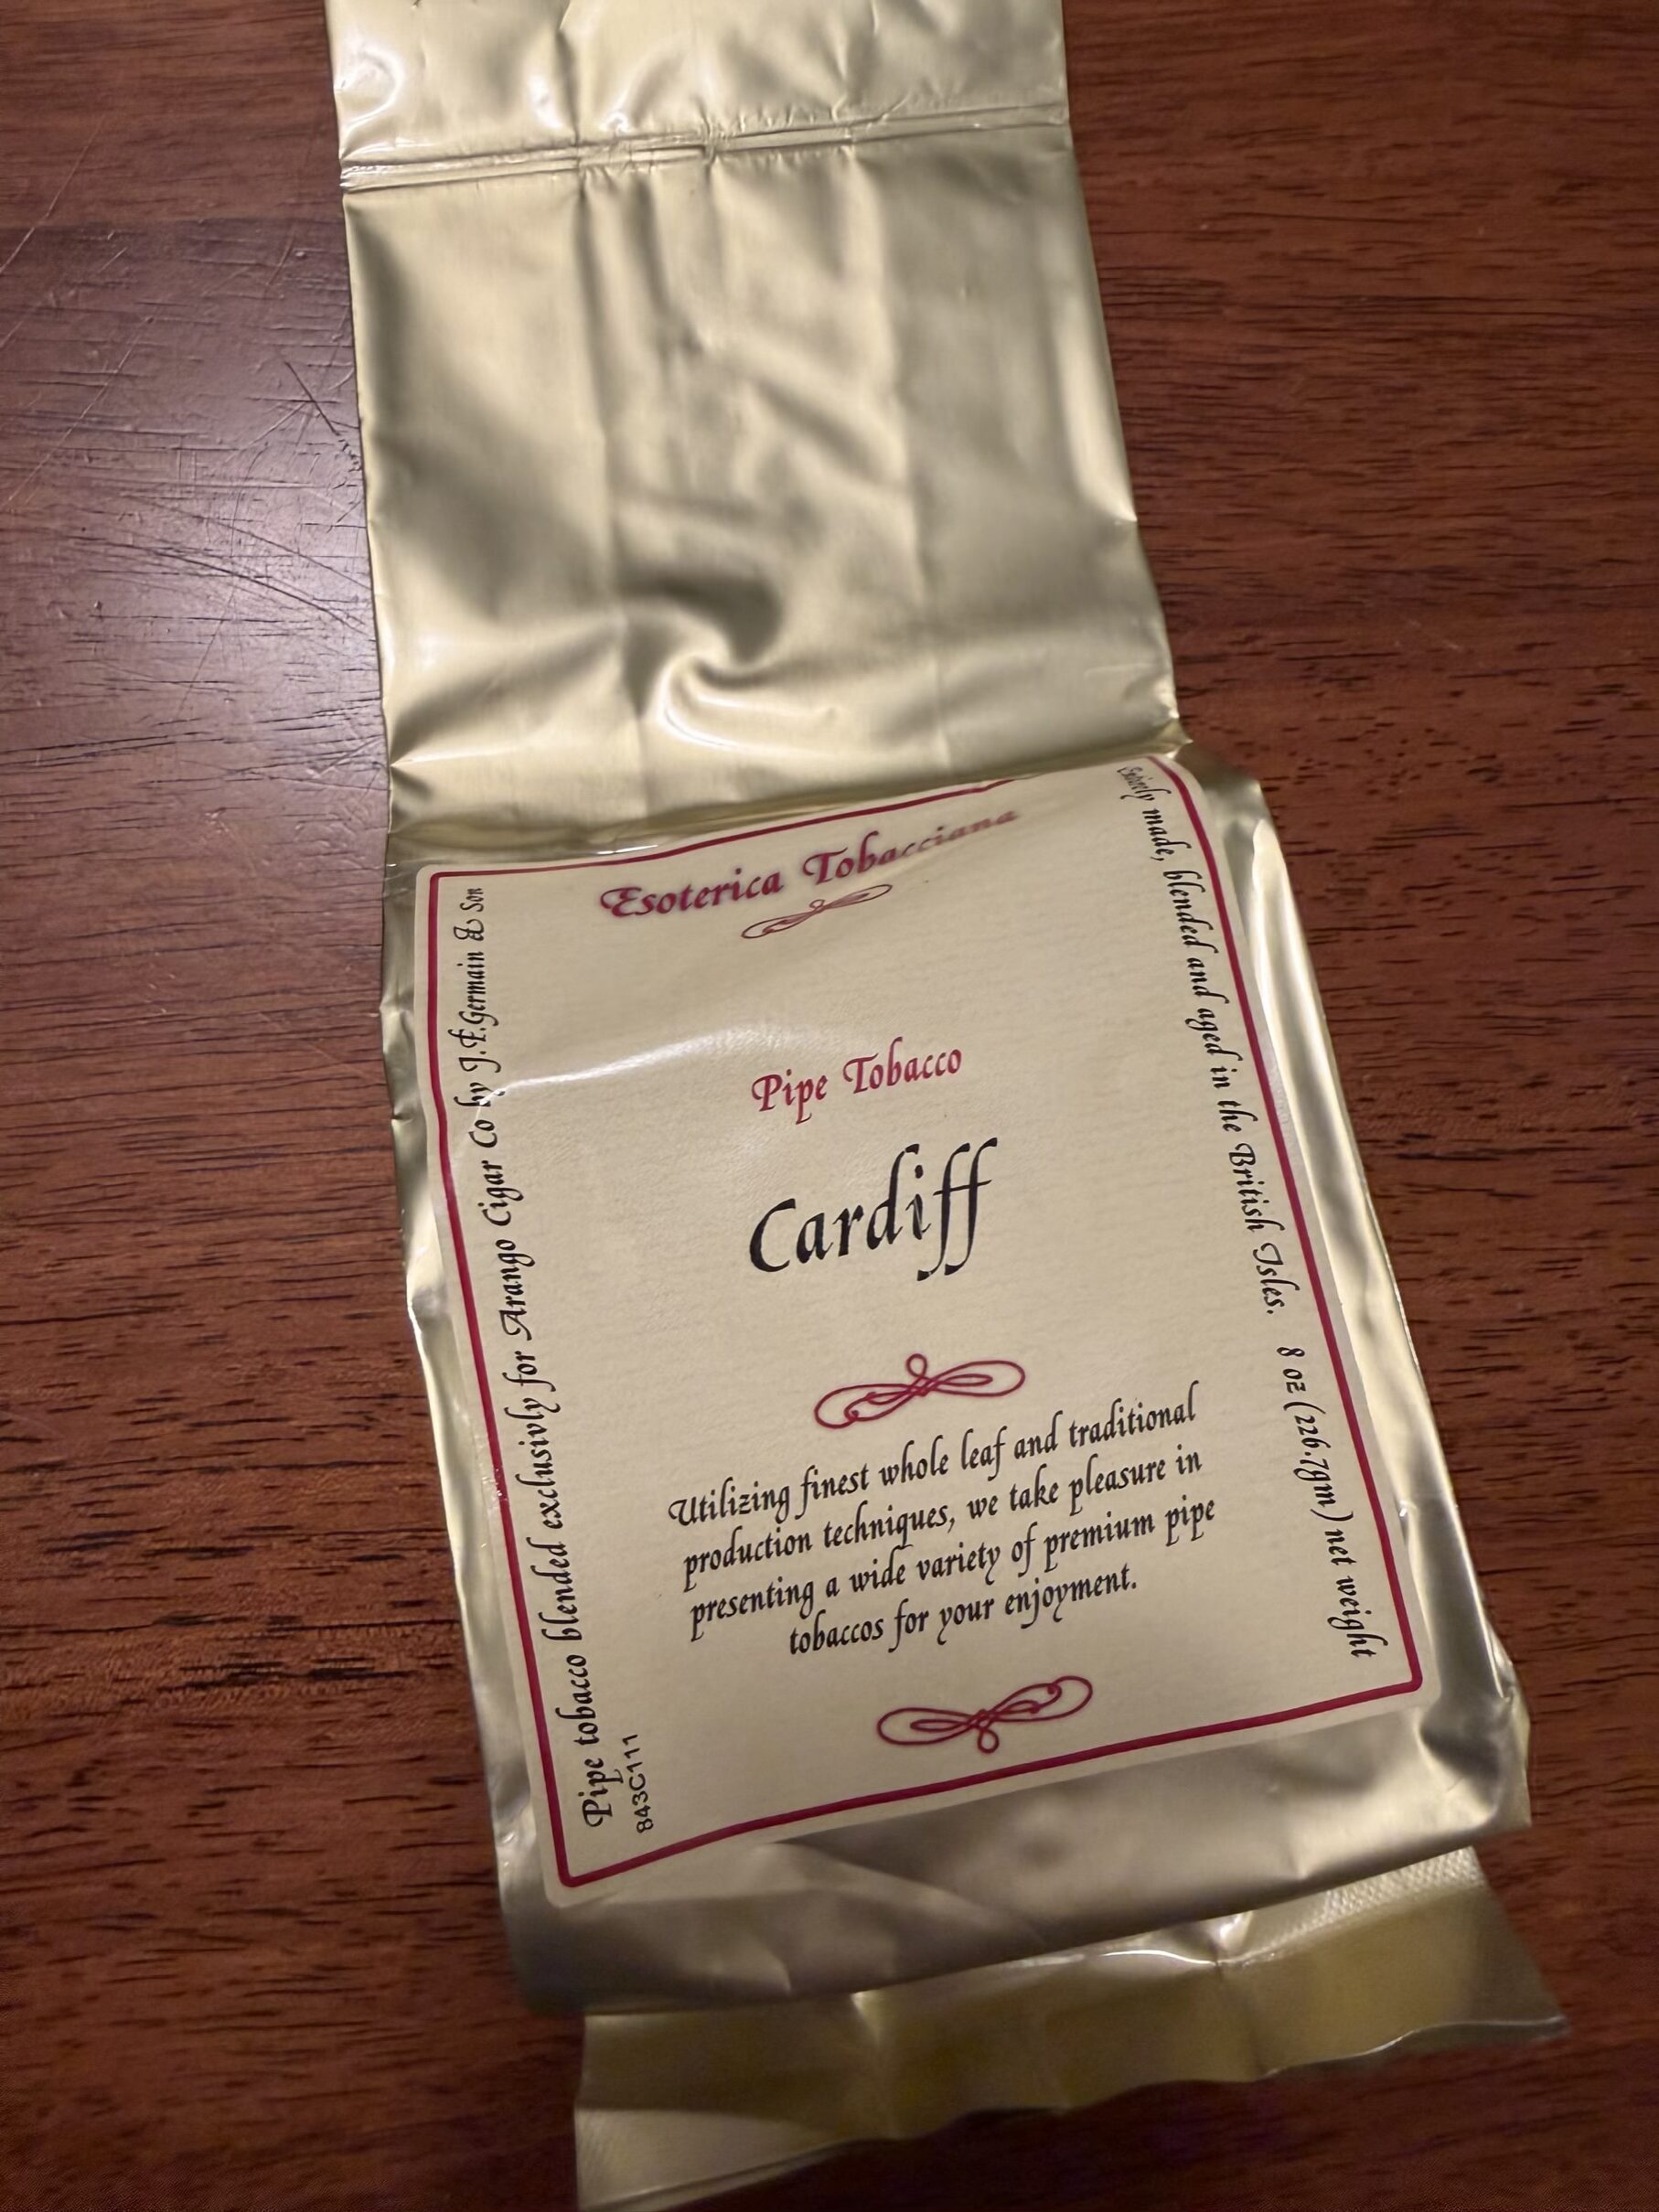 Esoterica Tobacciana
Pipe Tobacco
Cardiff
Utilizing finest whole leaf and traditional
production techniques, we take pleasure in
presenting a wide variety of premium pipe
tobaccos for your enjoyment.
Pipe tobacco blended exclusivly for Arango Cigar Co by J.F.Germain & Son
843C111
Entirely made, blended and aged in the British Isles. 8 oz (226.7gm) net weight